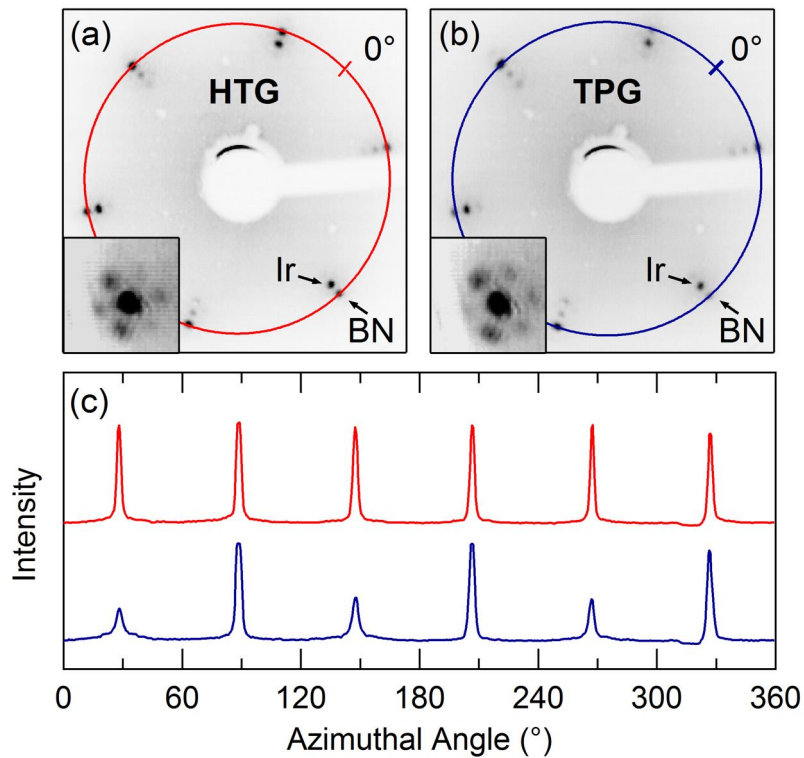 (a)
0°
HTG
Ir
BN
(b)
0°
TPG
Ir
BN
(c)
Intensity
0 60 120 180 240 300 360
Azimuthal Angle (°)